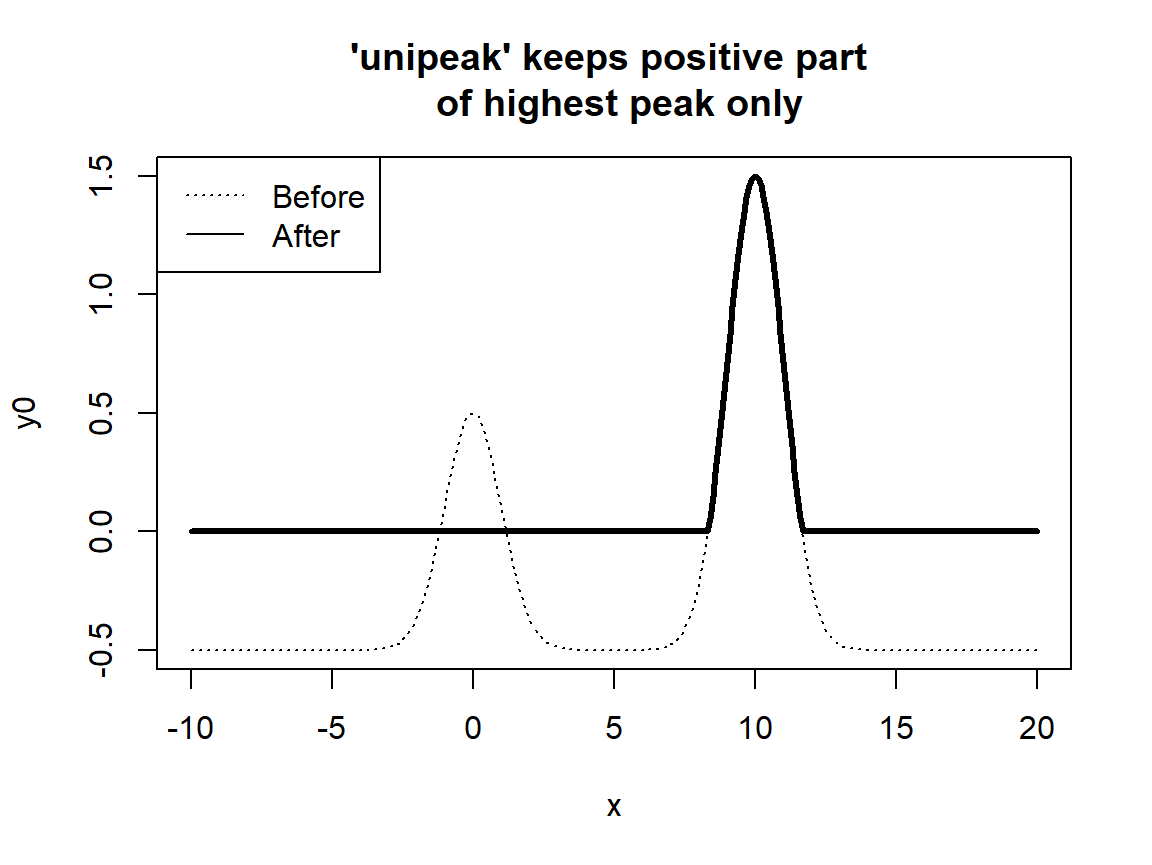 'unipeak' keeps positive part
of highest peak only
Before
After
1.5
1.0
0.5
0.0
-0.5
y0
-10 -5 0 5 10 15 20
x